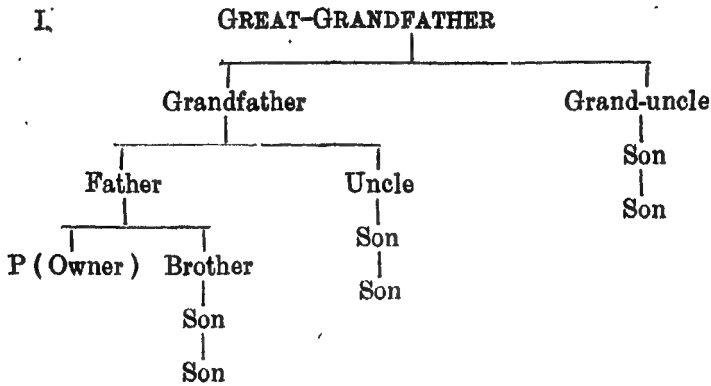 I. GREAT-GRANDFATHER
Grandfather Grand-uncle
Son
Father Uncle
Son
Son
P (Owner) Brother
Son
Son
Son